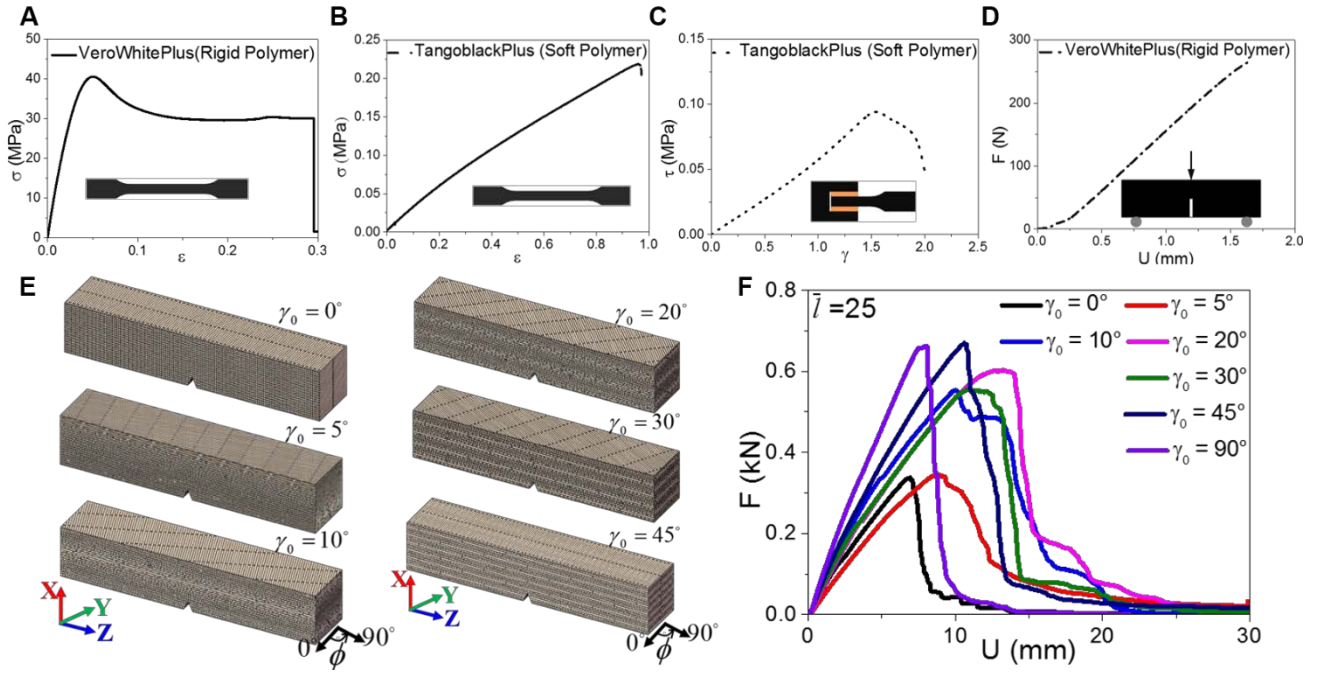 A
VeroWhitePlus(Rigid Polymer)
σ (MPa)
50
40
30
20
10
0
0.0 0.1 0.2 0.3
ε
B
TangoblackPlus (Soft Polymer)
σ (MPa)
0.25
0.20
0.15
0.10
0.05
0.00
0.0 0.2 0.4 0.6 0.8 1.0
ε
C
TangoblackPlus (Soft Polymer)
τ (MPa)
0.15
0.10
0.05
0.00
0.0 0.5 1.0 1.5 2.0 2.5
γ
D
VeroWhitePlus(Rigid Polymer)
F (N)
300
200
100
0
0.0 0.5 1.0 1.5 2.0
U (mm)
E
γ₀ = 0°
γ₀ = 5°
γ₀ = 10°
X
Y
Z
0° ϕ 90°
γ₀ = 20°
γ₀ = 30°
γ₀ = 45°
X
Y
Z
0° ϕ 90°
F
l̄ =25
γ₀ = 0° γ₀ = 5°
γ₀ = 10° γ₀ = 20°
γ₀ = 30°
γ₀ = 45°
γ₀ = 90°
F (kN)
0.8
0.6
0.4
0.2
0.0
0 10 20 30
U (mm)